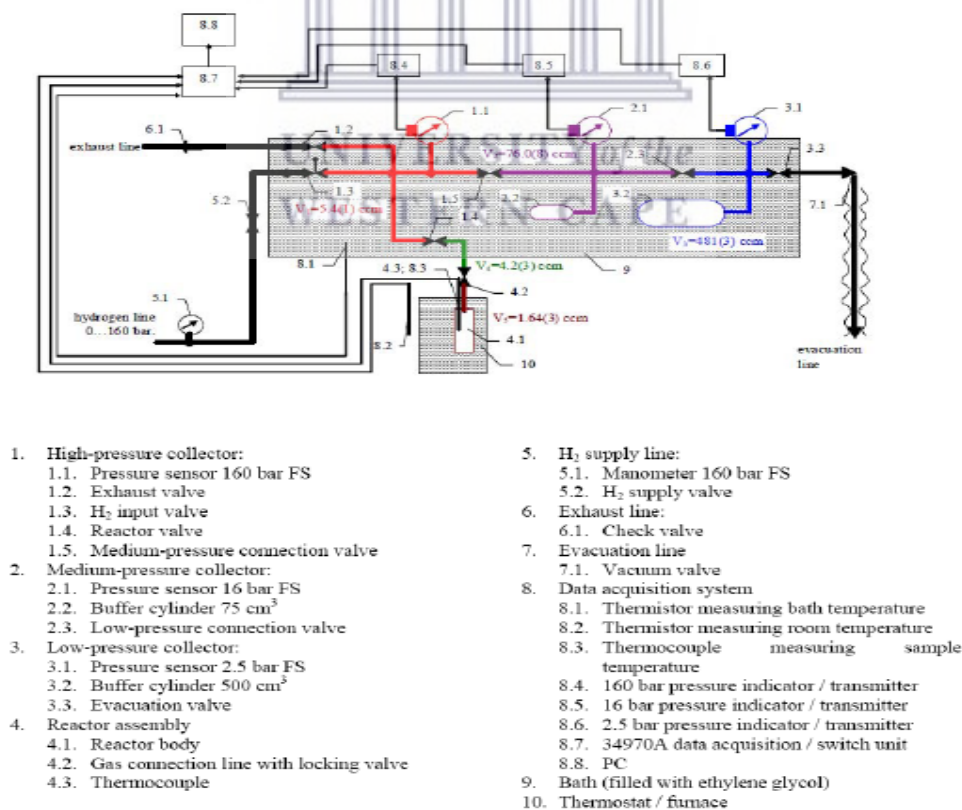 8.8
8.7
8.4
8.5
8.6
6.1
1.2
1.1
2.1
3.1
exhaust line
UNIVERSITY of the
V₂=76.0(8) ccm
2.3
3.3
1.3
1.5
2.2
3.2
5.2
7.1
WESTERN CAPE
V₁=5.4(1) ccm
1.4
V₃=481(3) ccm
8.1
4.3; 8.3
V₄=4.2(3) ccm
9
5.1
4.2
hydrogen line
0...160 bar.
V₅=1.64(3) ccm
8.2
4.1
10
evacuation
line
1. High-pressure collector:
1.1. Pressure sensor 160 bar FS
1.2. Exhaust valve
1.3. H₂ input valve
1.4. Reactor valve
1.5. Medium-pressure connection valve
2. Medium-pressure collector:
2.1. Pressure sensor 16 bar FS
2.2. Buffer cylinder 75 cm³
2.3. Low-pressure connection valve
3. Low-pressure collector:
3.1. Pressure sensor 2.5 bar FS
3.2. Buffer cylinder 500 cm³
3.3. Evacuation valve
4. Reactor assembly
4.1. Reactor body
4.2. Gas connection line with locking valve
4.3. Thermocouple
5. H₂ supply line:
5.1. Manometer 160 bar FS
5.2. H₂ supply valve
6. Exhaust line:
6.1. Check valve
7. Evacuation line
7.1. Vacuum valve
8. Data acquisition system
8.1. Thermistor measuring bath temperature
8.2. Thermistor measuring room temperature
8.3. Thermocouple measuring sample
temperature
8.4. 160 bar pressure indicator / transmitter
8.5. 16 bar pressure indicator / transmitter
8.6. 2.5 bar pressure indicator / transmitter
8.7. 34970A data acquisition / switch unit
8.8. PC
9. Bath (filled with ethylene glycol)
10. Thermostat / furnace